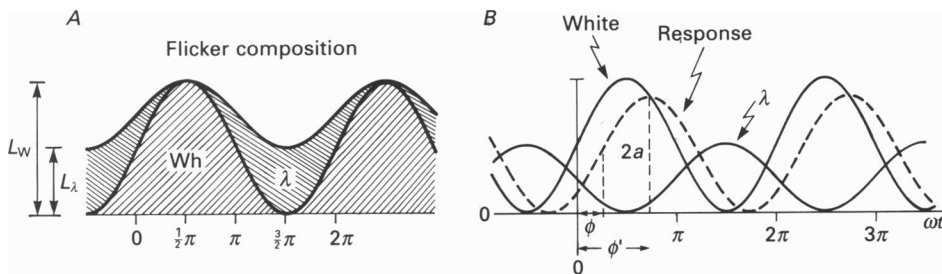 A
Flicker composition
L_W
L_λ
Wh
λ
0 ½π π 3/2π 2π
B
White
Response
λ
2a
0
ϕ
ϕ'
0
π 2π 3π ωt